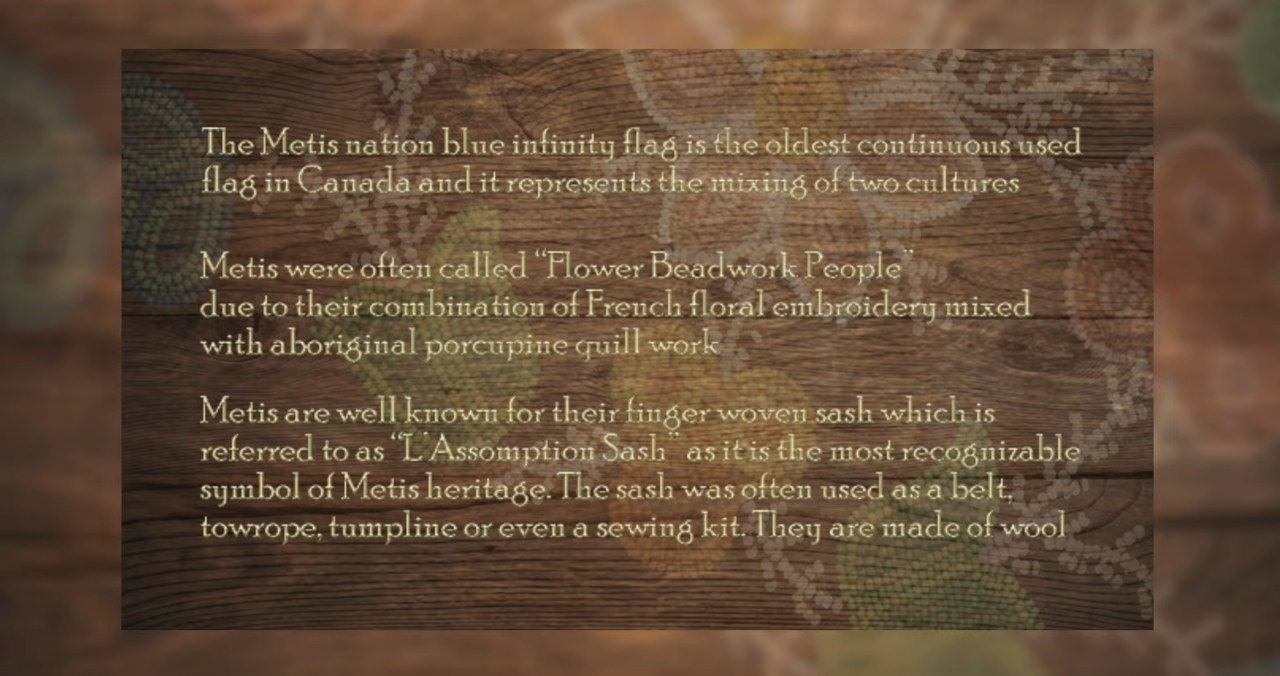 The Metis nation blue infinity flag is the oldest continuous used
flag in Canada and it represents the mixing of two cultures
Metis were often called “Flower Beadwork People”
due to their combination of French floral embroidery mixed
with aboriginal porcupine quill work
Metis are well known for their finger woven sash which is
referred to as “L'Assomption Sash” as it is the most recognizable
symbol of Metis heritage. The sash was often used as a belt,
towrope, tumpline or even a sewing kit. They are made of wool